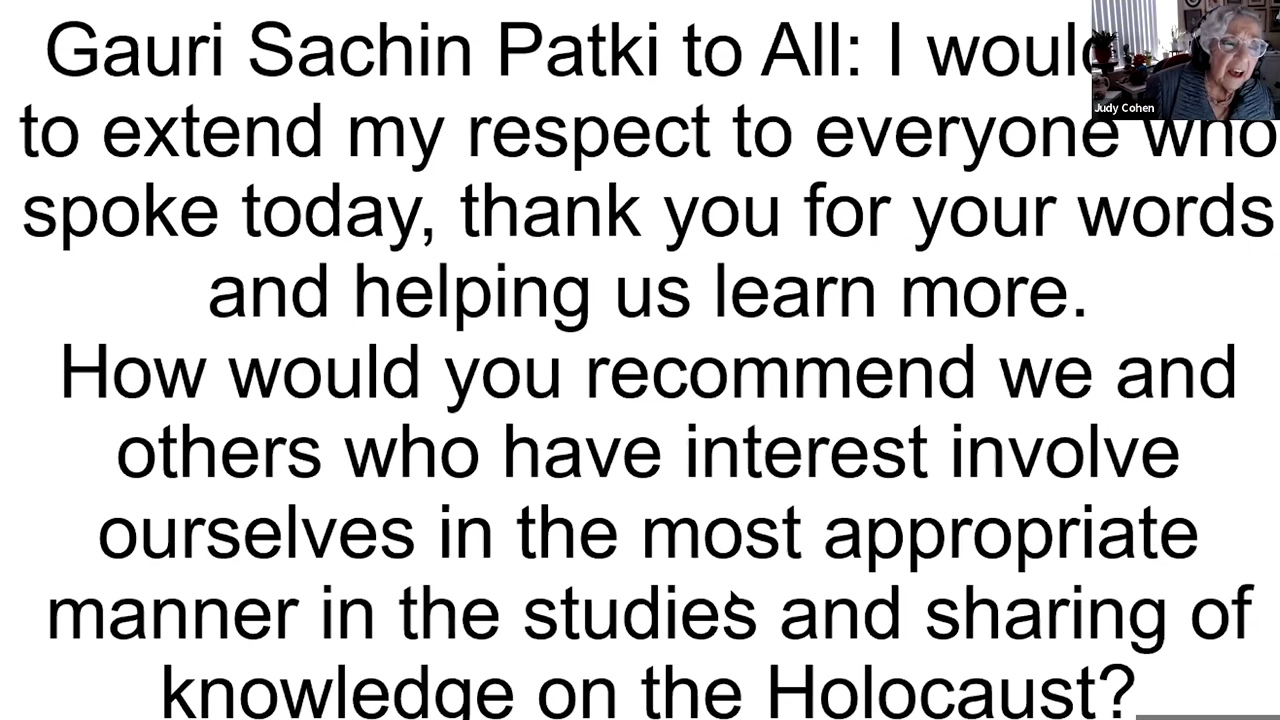 Gauri Sachin Patki to All: I would
to extend my respect to everyone who
spoke today, thank you for your words
and helping us learn more.
How would you recommend we and
others who have interest involve
ourselves in the most appropriate
manner in the studies and sharing of
knowledge on the Holocaust?
Judy Cohen